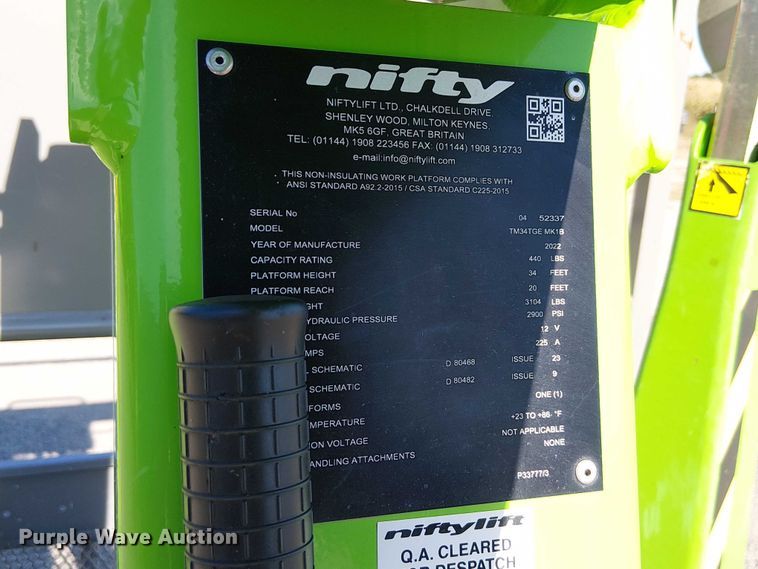 nifty
NIFTYLIFT LTD., CHALKDELL DRIVE,
SHENLEY WOOD, MILTON KEYNES,
MK5 6GF, GREAT BRITAIN
TEL: (01144) 1908 223456 FAX: (01144) 1908 312733
e-mail:info@niftylift.com
THIS NON-INSULATING WORK PLATFORM COMPLIES WITH
ANSI STANDARD A92.2-2015 / CSA STANDARD C225-2015
SERIAL No 04 52337
MODEL TM34TGE MK1B
YEAR OF MANUFACTURE 2022
CAPACITY RATING 440 LBS
PLATFORM HEIGHT 34 FEET
PLATFORM REACH 20 FEET
GHT 3104 LBS
YDRAULIC PRESSURE 2900 PSI
OLTAGE 12 V
MPS 225 A
L SCHEMATIC D 80468 ISSUE 23
SCHEMATIC D 80482 ISSUE 9
FORMS ONE (1)
MPERATURE +23 TO +86 °F
ION VOLTAGE NOT APPLICABLE
ANDLING ATTACHMENTS NONE
P33777/3
niftylift
Q.A. CLEARED
OR DESPATCH
Purple Wave Auction